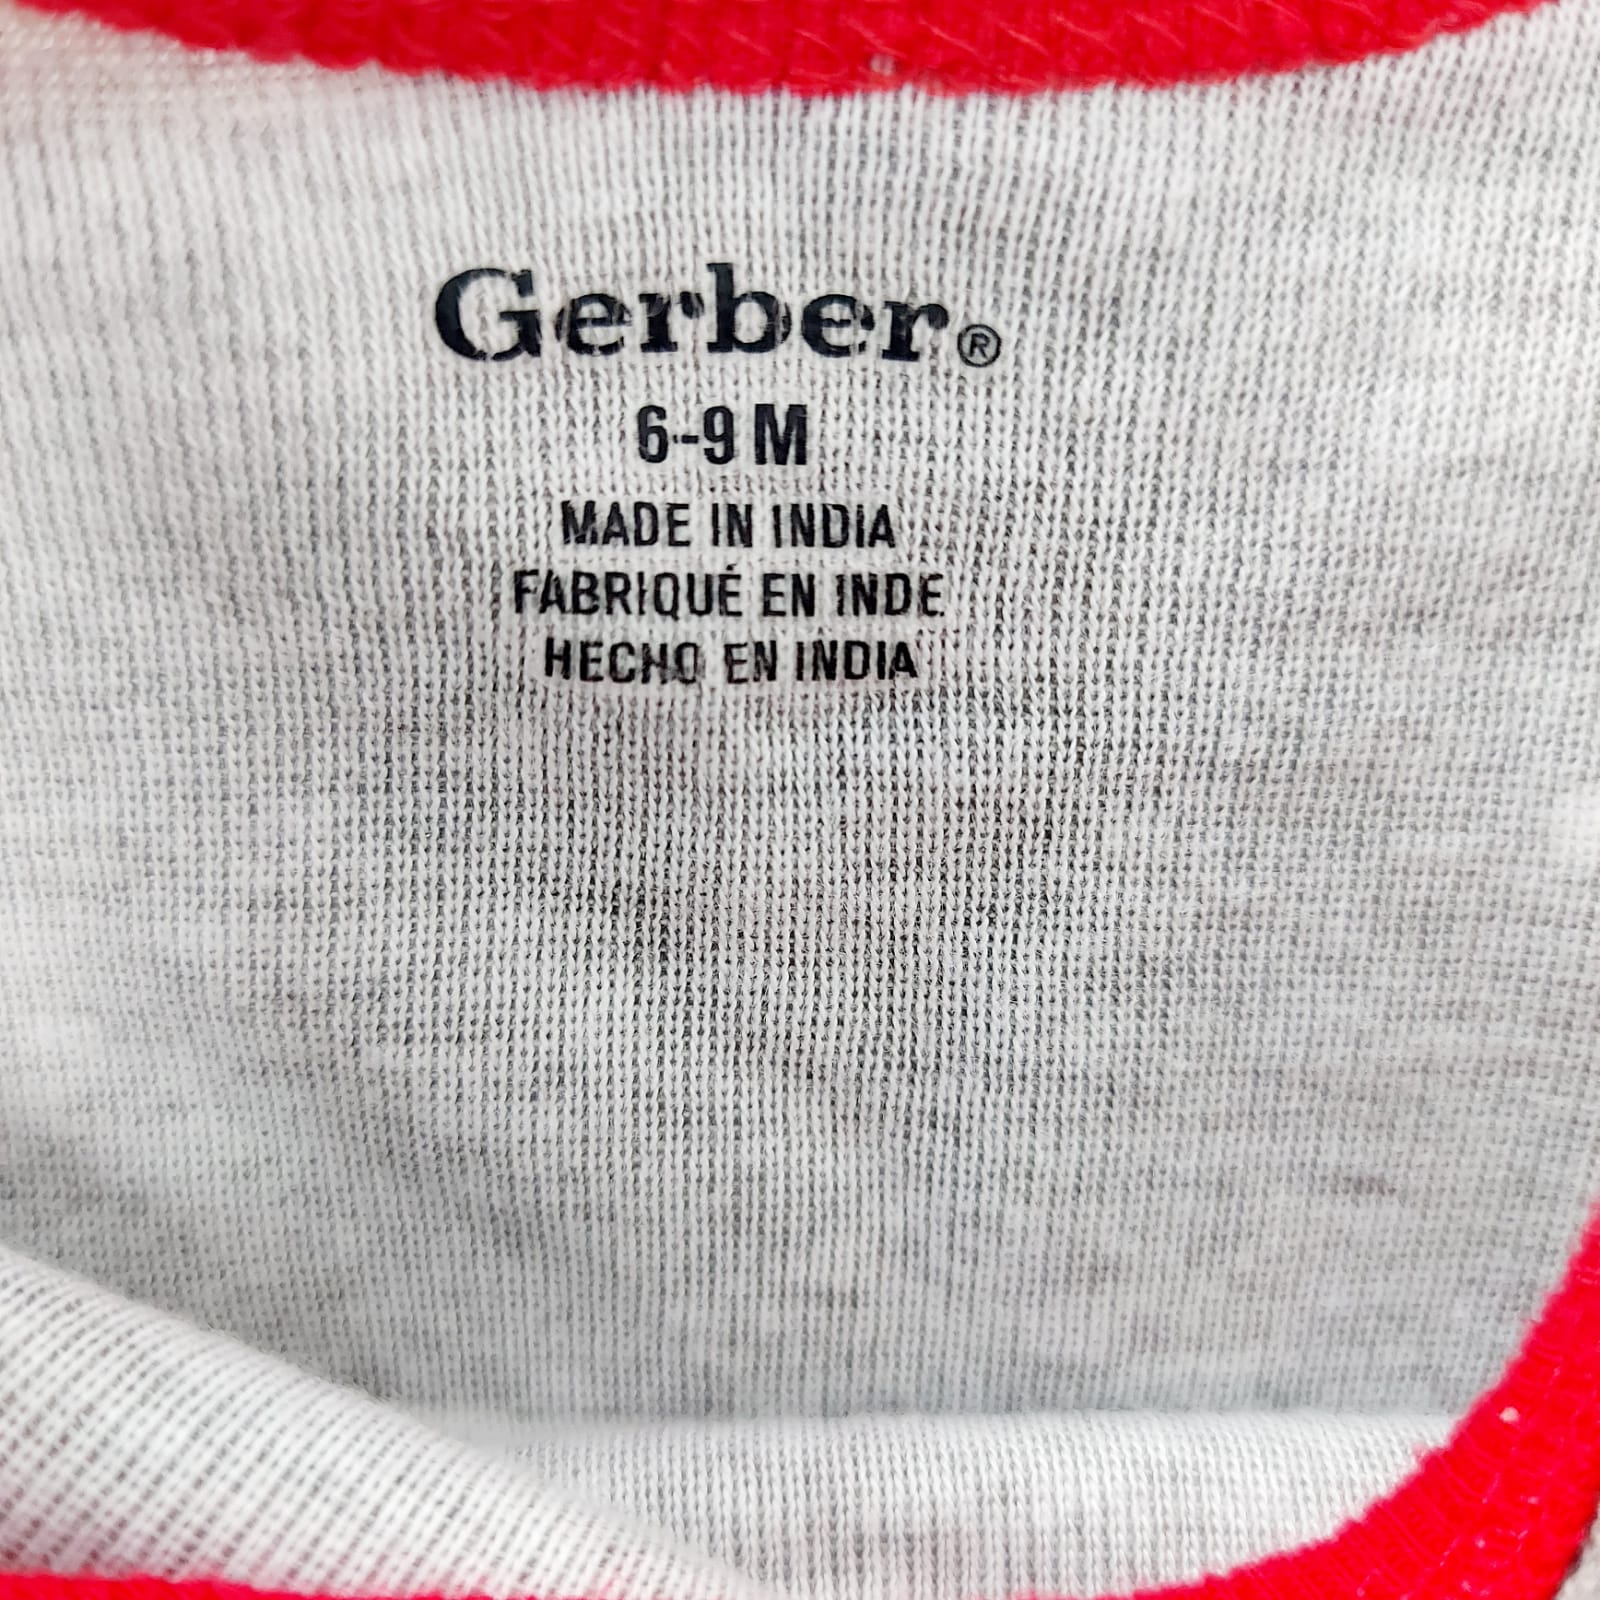 Gerber®
6-9 M
MADE IN INDIA
FABRIQUÉ EN INDE
HECHO EN INDIA